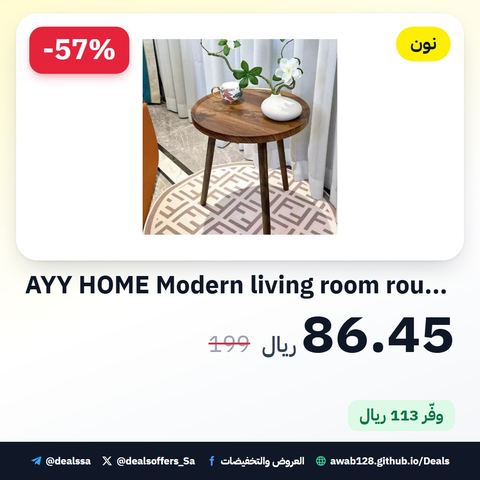 -57%
نون
AYY HOME Modern living room rou...
86.45 ريال 199
وفّر 113 ريال
@dealssa @dealsoffers_Sa العروض والتخفيضات awab128.github.io/Deals